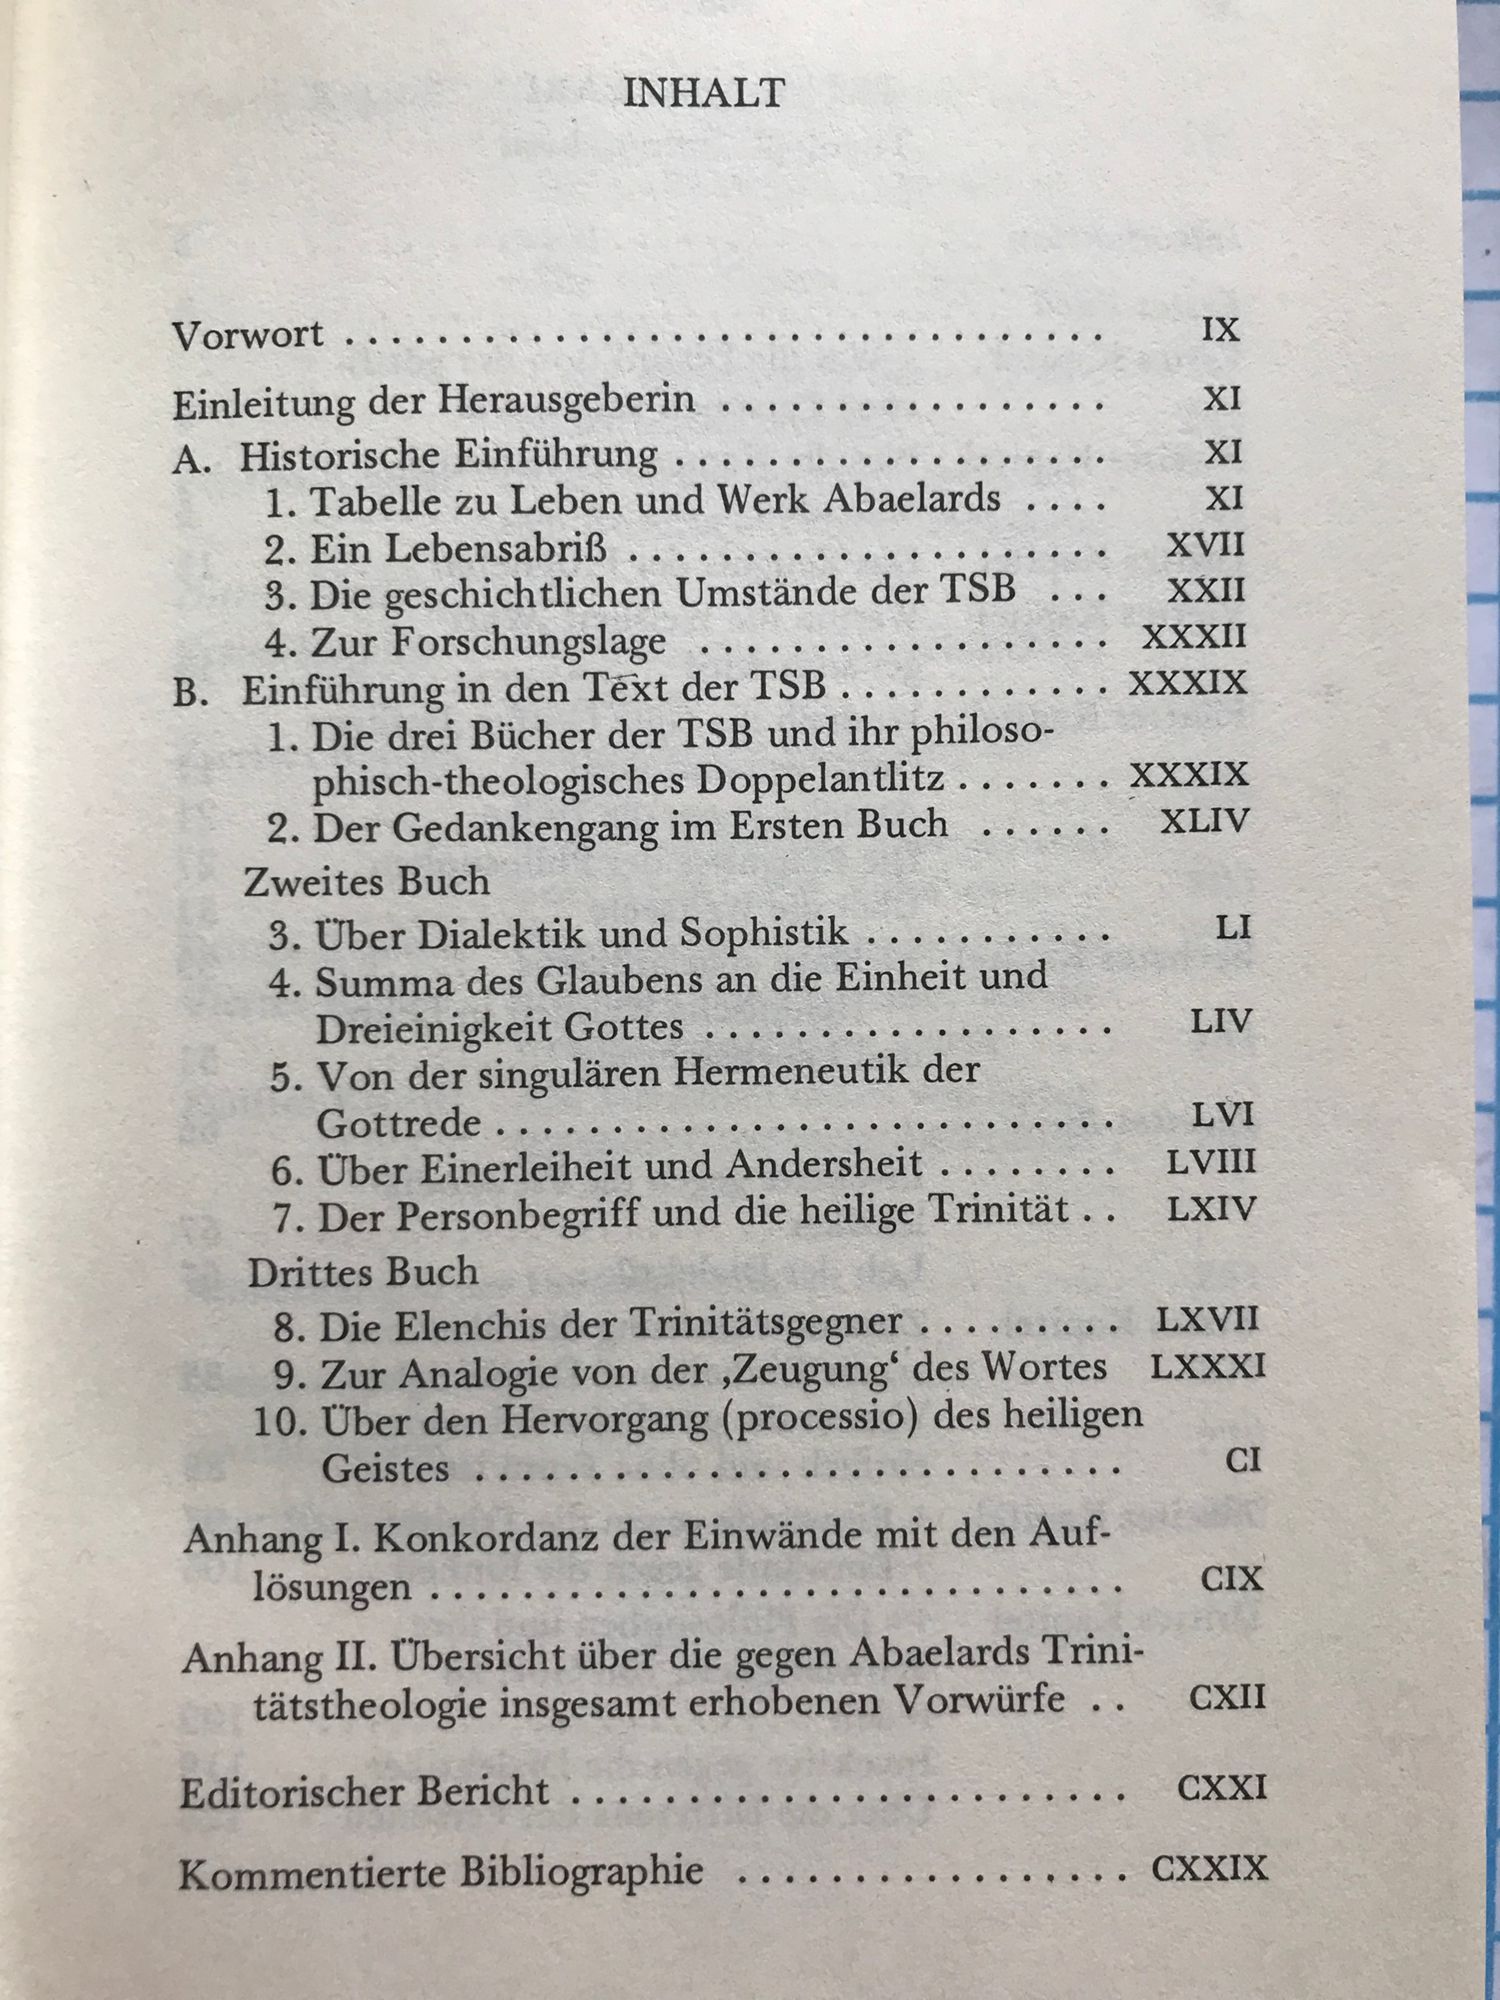 INHALT
Vorwort . . . . . . . . . . . . . . . . . . . . . . . . . . . . . . . . . IX
Einleitung der Herausgeberin . . . . . . . . . . . . . . . . . XI
A. Historische Einführung . . . . . . . . . . . . . . . . . . . XI
1. Tabelle zu Leben und Werk Abaelards . . . . XI
2. Ein Lebensabriß . . . . . . . . . . . . . . . . . . . . . XVII
3. Die geschichtlichen Umstände der TSB . . . XXII
4. Zur Forschungslage . . . . . . . . . . . . . . . . . . XXXII
B. Einführung in den Text der TSB . . . . . . . . . . . . XXXIX
1. Die drei Bücher der TSB und ihr philoso-
phisch-theologisches Doppelantlitz . . . . . . . XXXIX
2. Der Gedankengang im Ersten Buch . . . . . . XLIV
Zweites Buch
3. Über Dialektik und Sophistik . . . . . . . . . . . LI
4. Summa des Glaubens an die Einheit und
Dreieinigkeit Gottes . . . . . . . . . . . . . . . . . . LIV
5. Von der singulären Hermeneutik der
Gottrede . . . . . . . . . . . . . . . . . . . . . . . . . . . LVI
6. Über Einerleiheit und Andersheit . . . . . . . . LVIII
7. Der Personbegriff und die heilige Trinität . . LXIV
Drittes Buch
8. Die Elenchis der Trinitätsgegner . . . . . . . . . LXVII
9. Zur Analogie von der ‚Zeugung‘ des Wortes LXXXI
10. Über den Hervorgang (processio) des heiligen
Geistes . . . . . . . . . . . . . . . . . . . . . . . . . . . . CI
Anhang I. Konkordanz der Einwände mit den Auf-
lösungen . . . . . . . . . . . . . . . . . . . . . . . . . . . . . . CIX
Anhang II. Übersicht über die gegen Abaelards Trini-
tätstheologie insgesamt erhobenen Vorwürfe . . CXII
Editorischer Bericht . . . . . . . . . . . . . . . . . . . . . . . . CXXI
Kommentierte Bibliographie . . . . . . . . . . . . . . . . . CXXIX